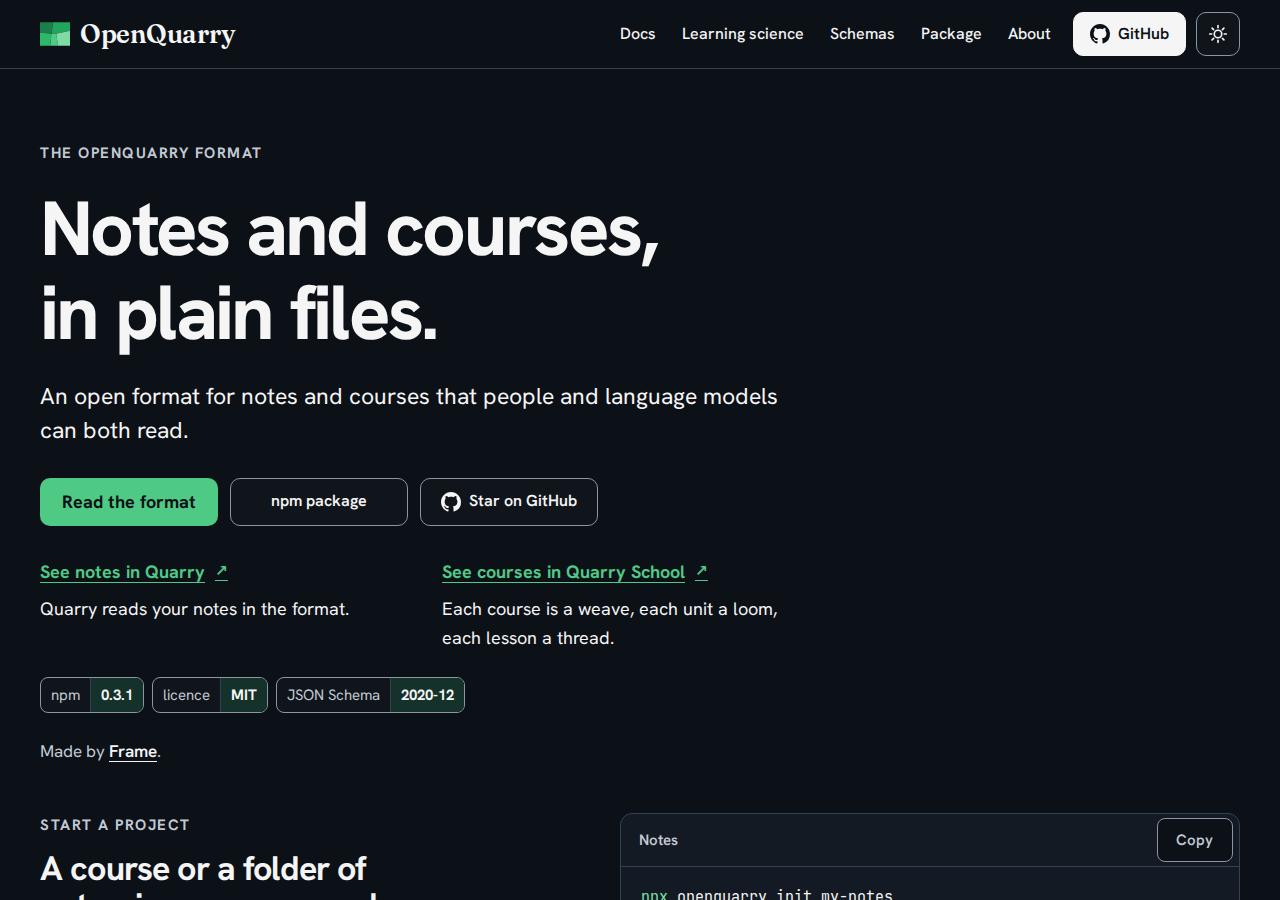 OpenQuarry
Docs
Learning science
Schemas
Package
About
GitHub
THE OPENQUARRY FORMAT
Notes and courses,
in plain files.
An open format for notes and courses that people and language models
can both read.
Read the format
npm package
Star on GitHub
See notes in Quarry ↗
Quarry reads your notes in the format.
See courses in Quarry School ↗
Each course is a weave, each unit a loom,
each lesson a thread.
npm 0.3.1
licence MIT
JSON Schema 2020-12
Made by Frame.
START A PROJECT
A course or a folder of
Notes
Copy
npx openquarry init my-notes